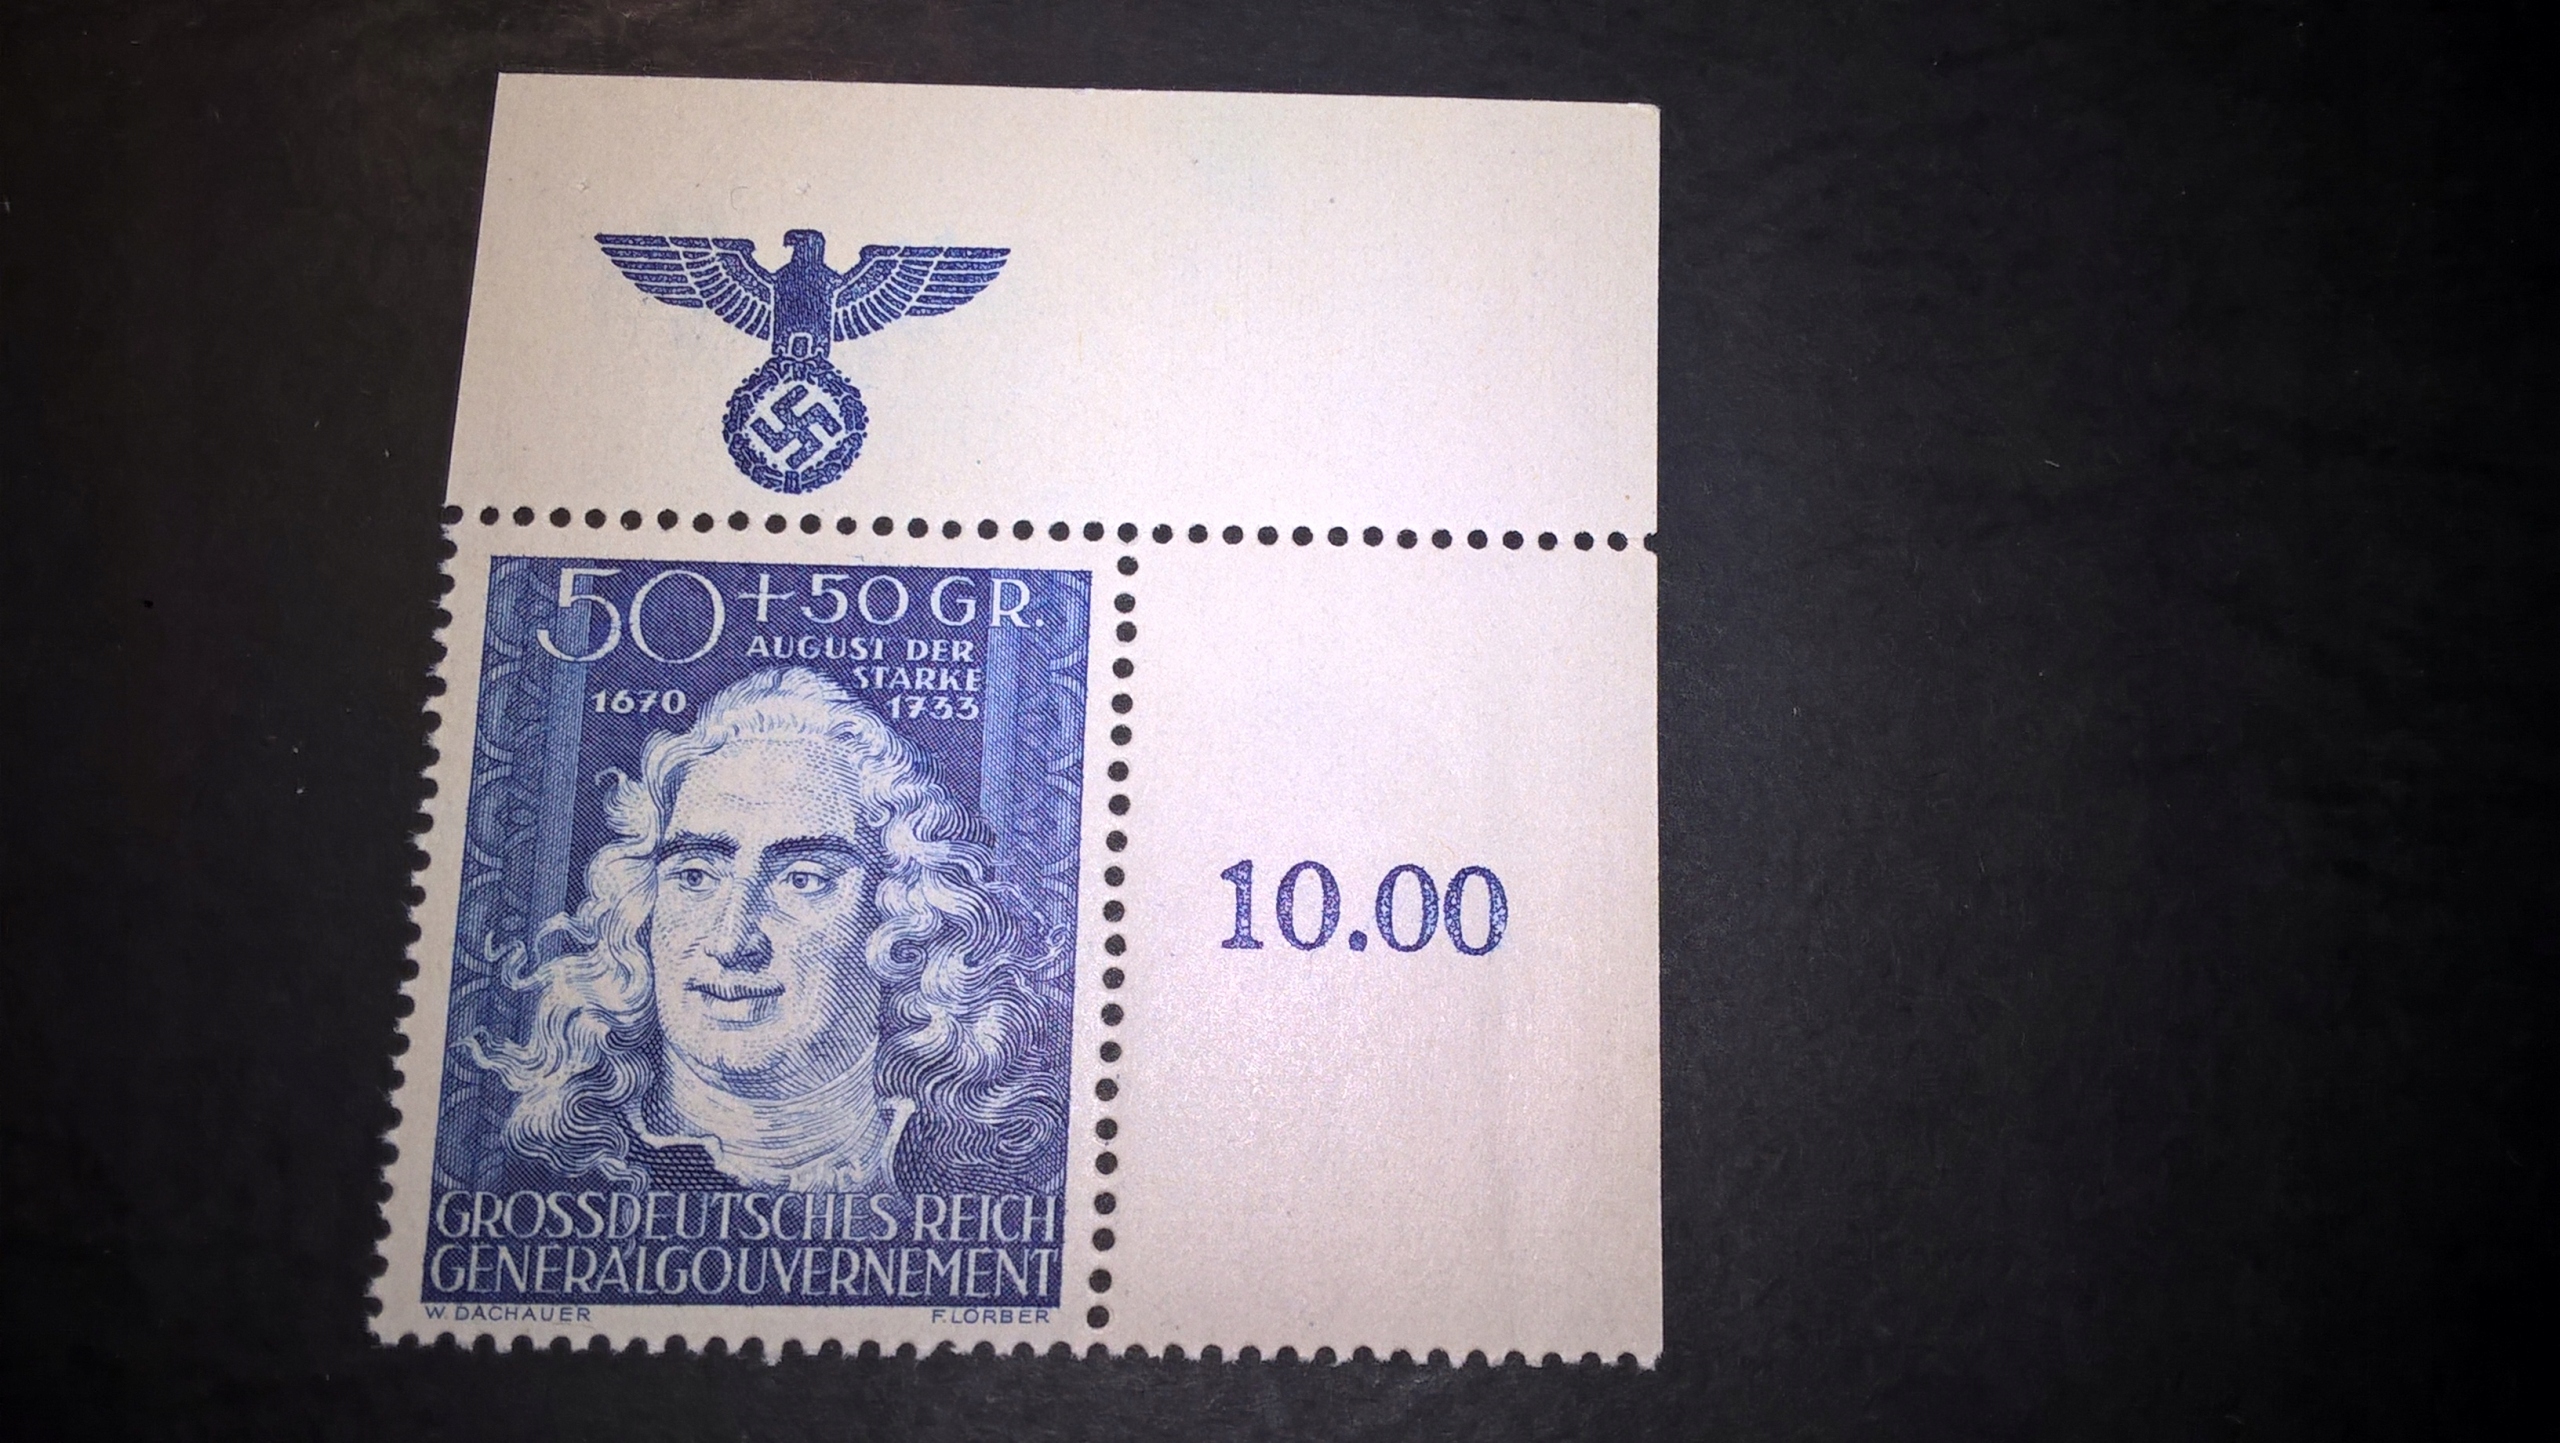 50 + 50 GR.
AUGUST DER
STARKE
1670 1733
10.00
GROSSDEUTSCHES REICH
GENERALGOUVERNEMENT
W. DACHAUER F. LORBER